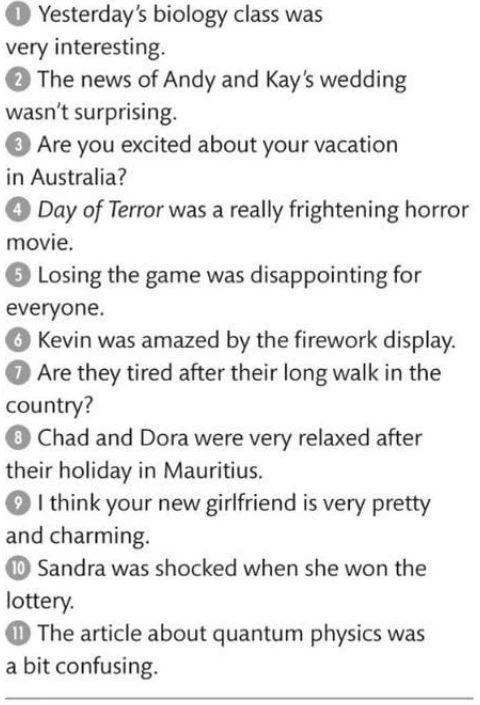 1 Yesterday's biology class was
very interesting.
2 The news of Andy and Kay's wedding
wasn't surprising.
3 Are you excited about your vacation
in Australia?
4 Day of Terror was a really frightening horror
movie.
5 Losing the game was disappointing for
everyone.
6 Kevin was amazed by the firework display.
7 Are they tired after their long walk in the
country?
8 Chad and Dora were very relaxed after
their holiday in Mauritius.
9 I think your new girlfriend is very pretty
and charming.
10 Sandra was shocked when she won the
lottery.
11 The article about quantum physics was
a bit confusing.